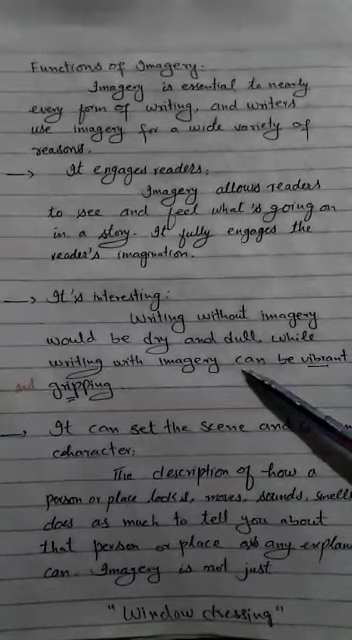 Functions of Imagery:
Imagery is essential to nearly
every form of writing, and writers
use imagery for a wide variety of
reasons.
→ It engages readers:
Imagery allows readers
to see and feel what's going on
in a story. It fully engages the
reader's imagination.
→ It's interesting:
Writing without imagery
would be dry and dull, while
writing with imagery can be vibrant
and gripping.
→ It can set the scene and
character:
The description of how a
person or place looks, moves, sounds, smells
does as much to tell you about
that person or place as any
can. Imagery is not just
"Window dressing"